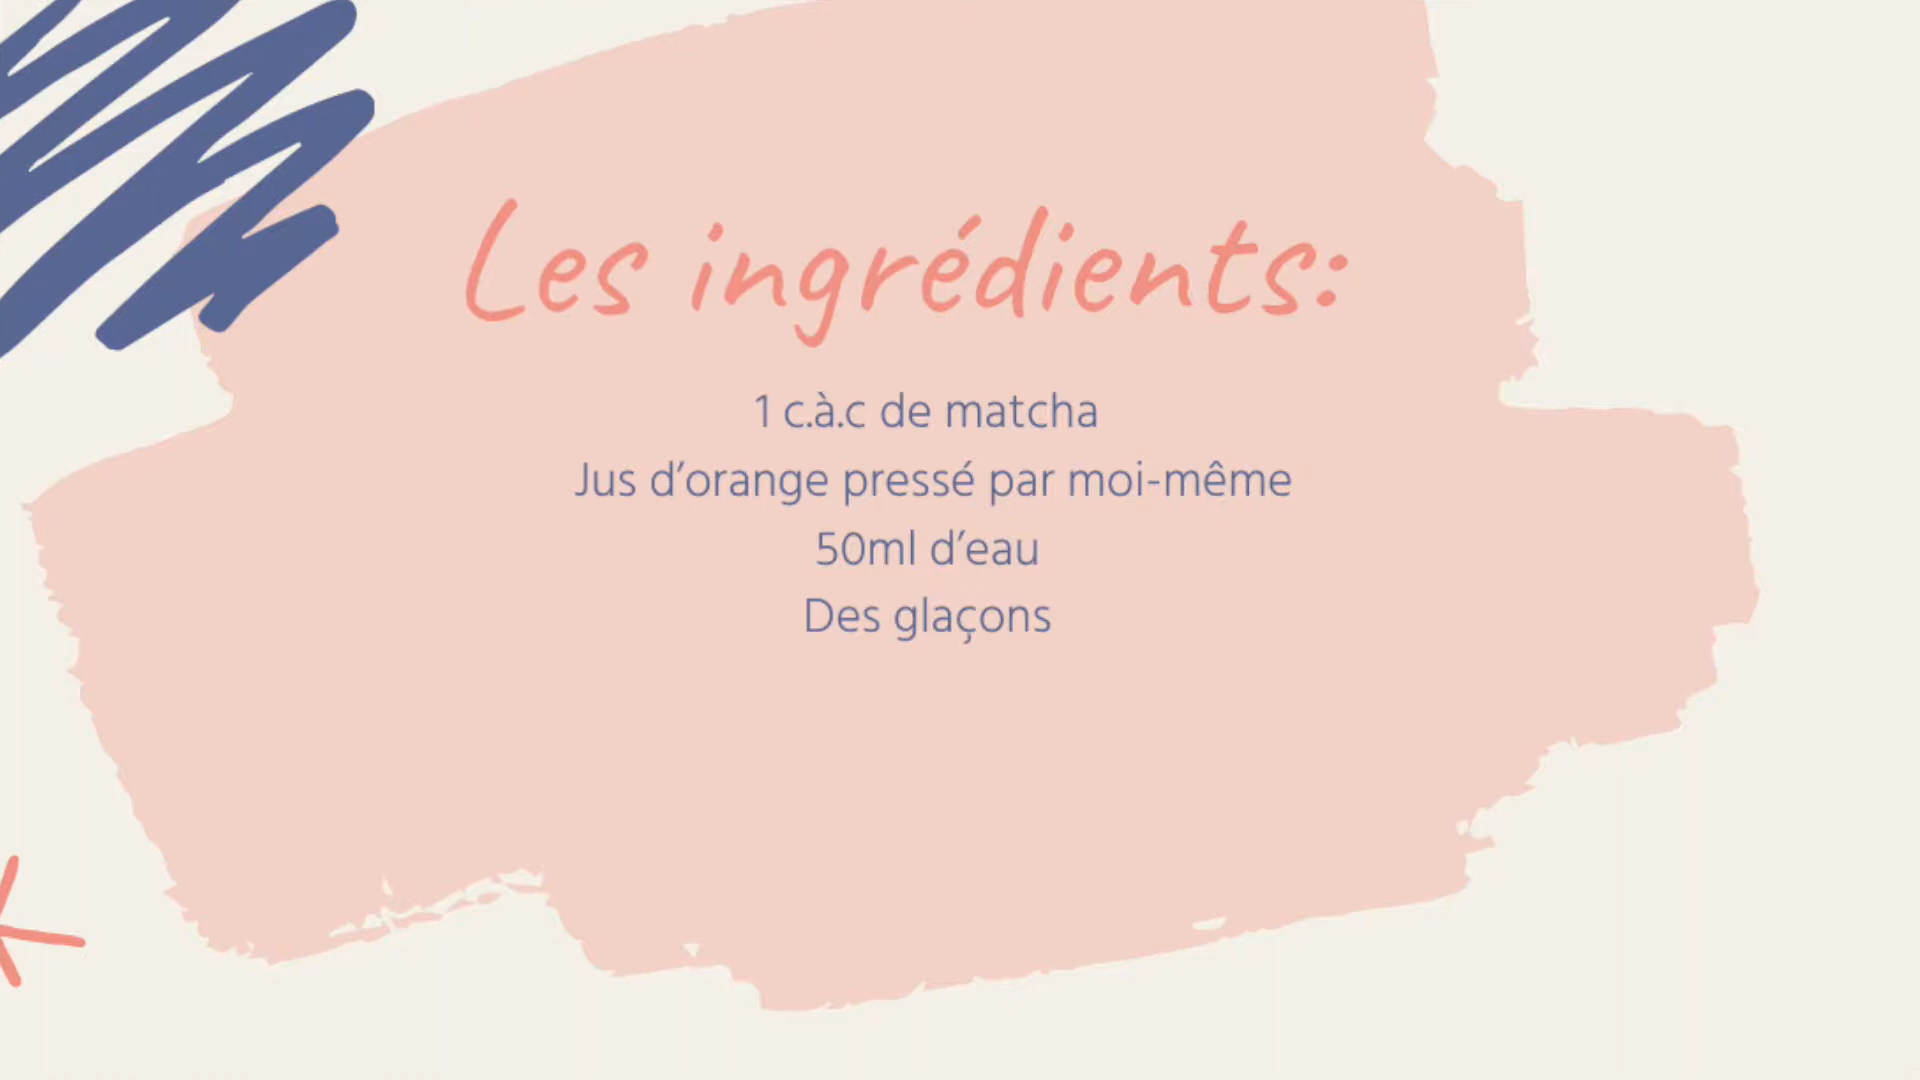 Les ingrédients:
1 c.à.c de matcha
Jus d’orange pressé par moi-même
50ml d’eau
Des glaçons